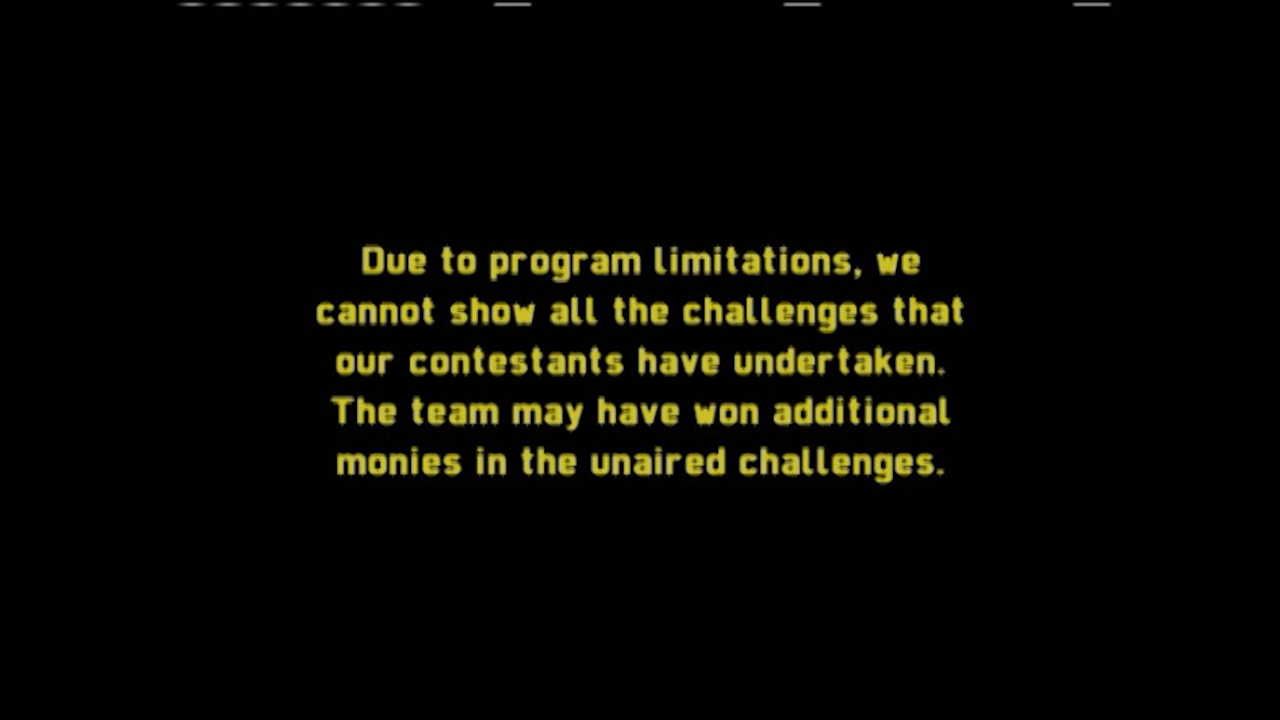 Due to program limitations, we
cannot show all the challenges that
our contestants have undertaken.
The team may have won additional
monies in the unaired challenges.